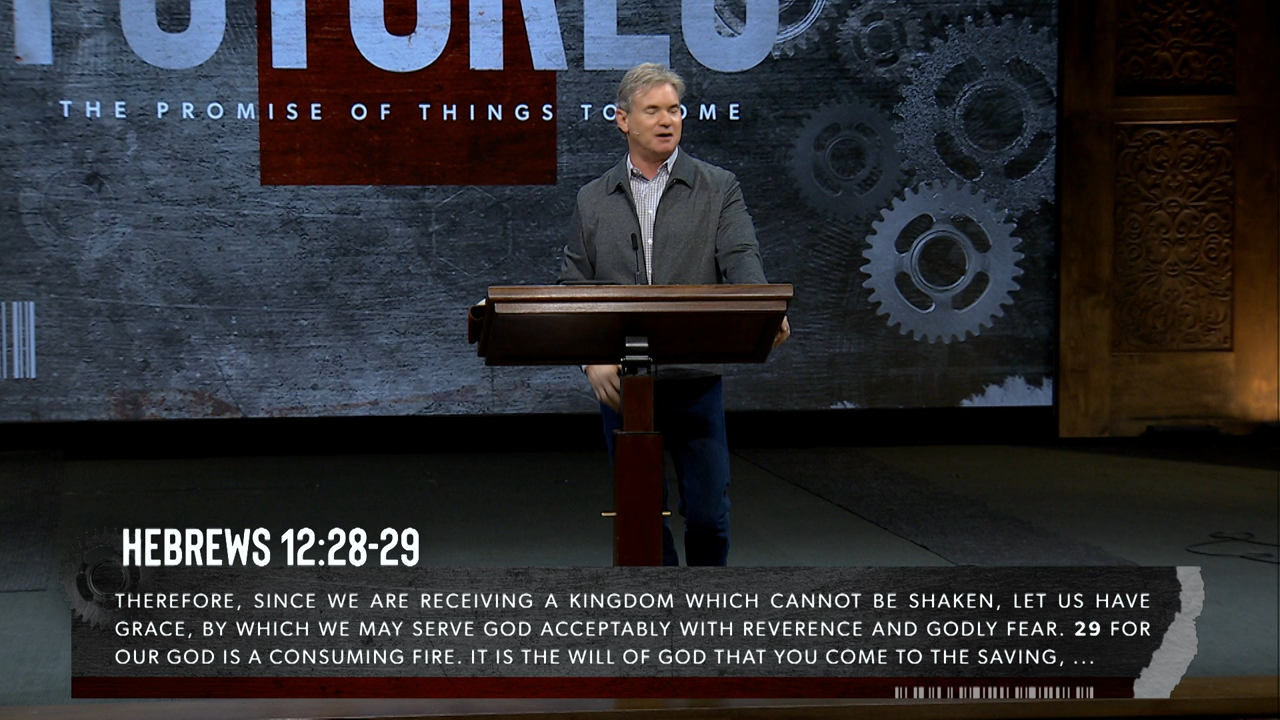 FUTURES
THE PROMISE OF THINGS TO COME
HEBREWS 12:28-29
THEREFORE, SINCE WE ARE RECEIVING A KINGDOM WHICH CANNOT BE SHAKEN, LET US HAVE
GRACE, BY WHICH WE MAY SERVE GOD ACCEPTABLY WITH REVERENCE AND GODLY FEAR. 29 FOR
OUR GOD IS A CONSUMING FIRE. IT IS THE WILL OF GOD THAT YOU COME TO THE SAVING, ...